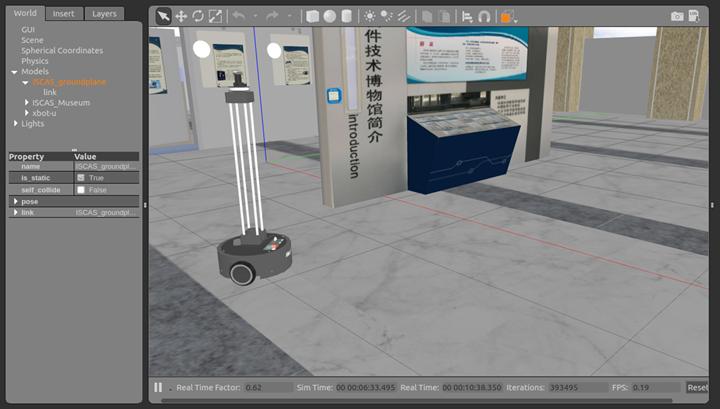 World
Insert
Layers
GUI
Scene
Spherical Coordinates
Physics
Models
ISCAS_groundplane
link
ISCAS_Museum
xbot-u
Lights
Property Value
name ISCAS_groundpl...
is_static True
self_collide False
pose
link ISCAS_groundpl...
件技术博物馆简介
introduction
Real Time Factor: 0.62 Sim Time: 00 00:06:33.495 Real Time: 00 00:10:38.350 Iterations: 393495 FPS: 0.19 Reset